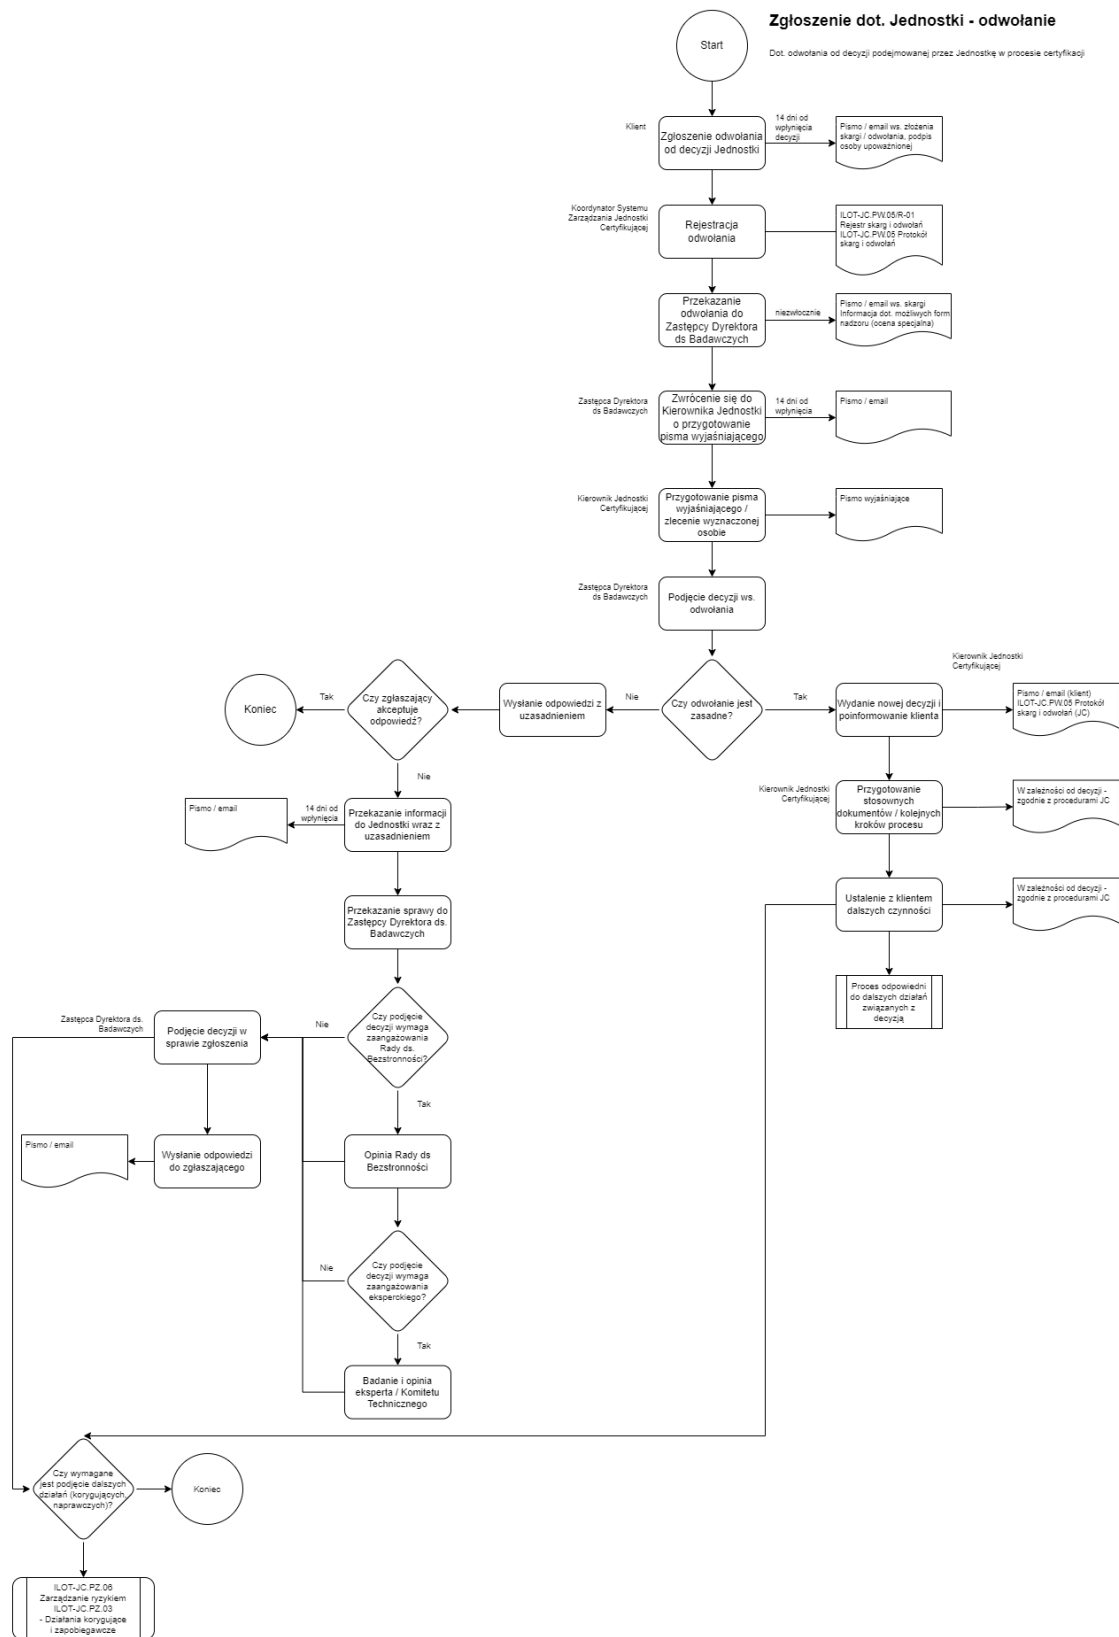 Zgłoszenie dot. Jednostki - odwołanie
Dot. odwołania od decyzji podejmowanej przez Jednostkę w procesie certyfikacji
Start
Klient
Zgłoszenie odwołania
od decyzji Jednostki
14 dni od
wpłynięcia
decyzji
Pismo / email ws. złożenia
skargi / odwołania, podpis
osoby upoważnionej
Koordynator Systemu
Zarządzania Jednostki
Certyfikującej
Rejestracja
odwołania
ILOT-JC.PW.05/R-01
Rejestr skarg i odwołań
ILOT-JC.PW.05 Protokół
skarg i odwołań
Przekazanie
odwołania do
Zastępcy Dyrektora
ds Badawczych
niezwłocznie
Pismo / email ws. skargi
Informacja dot. możliwych form
nadzoru (ocena specjalna)
Zastępca Dyrektora
ds Badawczych
Zwrócenie się do
Kierownika Jednostki
o przygotowanie
pisma wyjaśniającego
14 dni od
wpłynięcia
Pismo / email
Kierownik Jednostki
Certyfikującej
Przygotowanie pisma
wyjaśniającego /
zlecenie wyznaczonej
osobie
Pismo wyjaśniające
Zastępca Dyrektora
ds Badawczych
Podjęcie decyzji ws.
odwołania
Czy odwołanie jest
zasadne?
Nie
Wysłanie odpowiedzi z
uzasadnieniem
Czy zgłaszający
akceptuje
odpowiedź?
Tak
Koniec
Tak
Kierownik Jednostki
Certyfikującej
Wydanie nowej decyzji i
poinformowanie klienta
Pismo / email (klient)
ILOT-JC.PW.05 Protokół
skarg i odwołań (JC)
Kierownik Jednostki
Certyfikującej
Przygotowanie
stosownych
dokumentów / kolejnych
kroków procesu
W zależności od decyzji -
zgodnie z procedurami JC
Ustalenie z klientem
dalszych czynności
W zależności od decyzji -
zgodnie z procedurami JC
Proces odpowiedni
do dalszych działań
związanych z
decyzją
Nie
Przekazanie informacji
do Jednostki wraz z
uzasadnieniem
14 dni od
wpłynięcia
Pismo / email
Przekazanie sprawy do
Zastępcy Dyrektora ds.
Badawczych
Czy podjęcie
decyzji wymaga
zaangażowania
Rady ds.
Bezstronności?
Nie
Zastępca Dyrektora ds.
Badawczych
Podjęcie decyzji w
sprawie zgłoszenia
Tak
Wysłanie odpowiedzi
do zgłaszającego
Pismo / email
Opinia Rady ds
Bezstronności
Czy podjęcie
decyzji wymaga
zaangażowania
eksperckiego?
Nie
Tak
Badanie i opinia
eksperta / Komitetu
Technicznego
Czy wymagane
jest podjęcie dalszych
działań (korygujących,
naprawczych)?
Koniec
ILOT-JC.PZ.06
Zarządzanie ryzykiem
ILOT-JC.PZ.03
- Działania korygujące
i zapobiegawcze